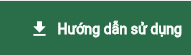 Hướng dẫn sử dụng